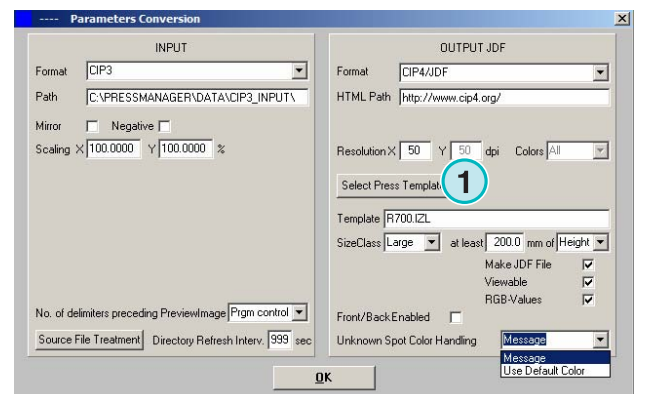 ---- Parameters Conversion
INPUT
Format CIP3
Path C:\PRESSMANAGER\DATA\CIP3_INPUT\
Mirror Negative
Scaling X 100.0000 Y 100.0000 %
No. of delimiters preceding PreviewImage Prgm control
Source File Treatment Directory Refresh Interv. 999 sec
OUTPUT JDF
Format CIP4/JDF
HTML Path http://www.cip4.org/
Resolution X 50 Y 50 dpi Colors All
Select Press Template
1
Template R700.IZL
SizeClass Large at least 200.0 mm of Height
Make JDF File
Viewable
RGB-Values
Front/Back Enabled
Unknown Spot Color Handling Message
Message
Use Default Color
OK